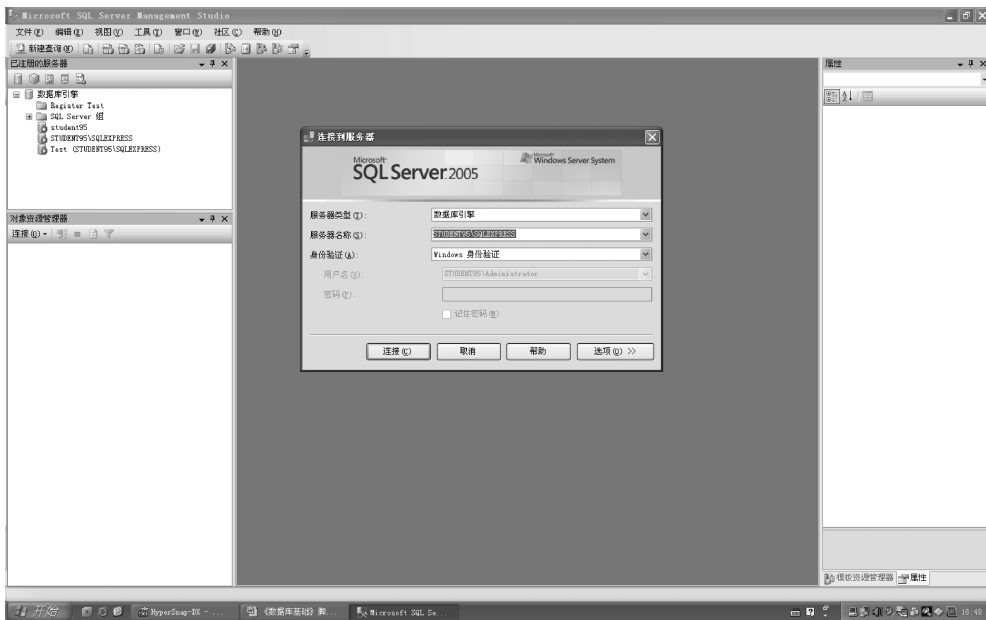 Microsoft SQL Server Management Studio
文件(F) 编辑(E) 视图(V) 工具(T) 窗口(W) 社区(C) 帮助(H)
新建查询(N)
已注册的服务器
数据库引擎
Register Test
SQL Server 组
student95
STUDENT95\SQLEXPRESS
Test (STUDENT95\SQLEXPRESS)
对象资源管理器
连接(O)
属性
连接到服务器
Microsoft
SQL Server 2005
Microsoft
Windows Server System
服务器类型(T):
数据库引擎
服务器名称(S):
STUDENT95\SQLEXPRESS
身份验证(A):
Windows 身份验证
用户名(U):
STUDENT95\Administrator
密码(P):
记住密码(M)
连接(C)
取消
帮助
选项(O) >>
模板资源管理器
属性
开始
HyperSnap-DX - ...
《数据库基础》脚...
Microsoft SQL Se...
16:49